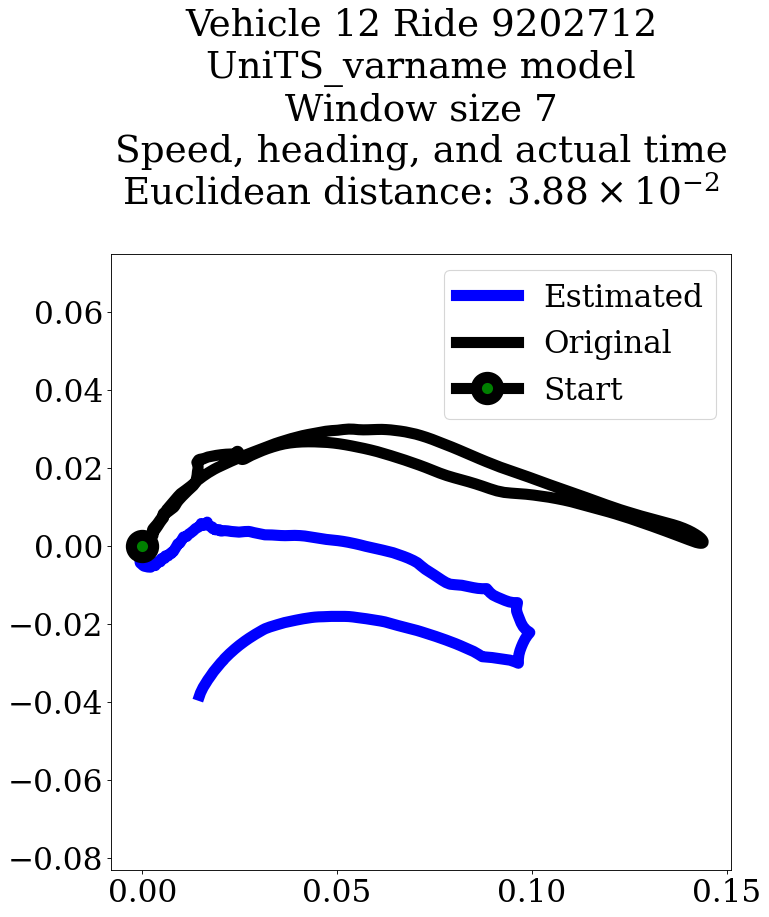 Vehicle 12 Ride 9202712
UniTS_varname model
Window size 7
Speed, heading, and actual time
Euclidean distance: 3.88 × 10⁻²
Estimated
Original
Start
0.06
0.04
0.02
0.00
−0.02
−0.04
−0.06
−0.08
0.00 0.05 0.10 0.15